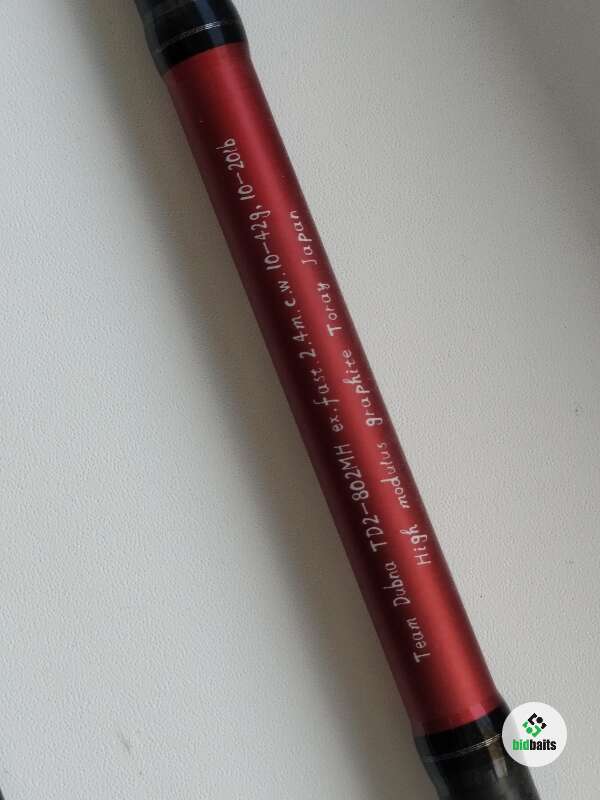 Team Dubna TD2-802MH ex.fast.2.4m.c.w.10-42g, 10-20lb
High modulus graphite Toray Japan
bidbaits